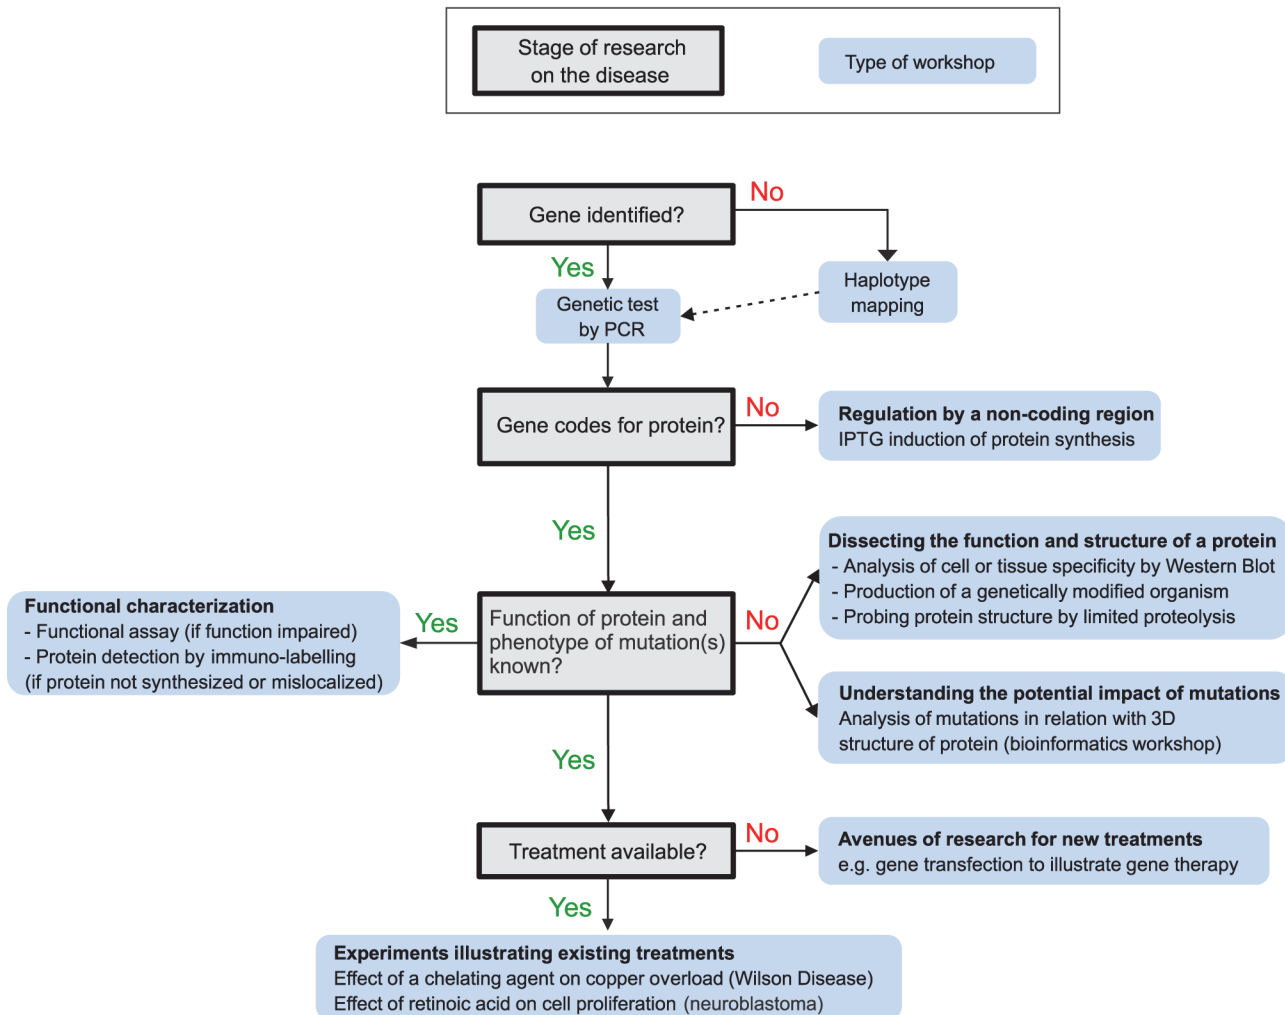 Stage of research
on the disease
Type of workshop
Gene identified?
No
Yes
Haplotype
mapping
Genetic test
by PCR
Gene codes for protein?
No
Regulation by a non-coding region
IPTG induction of protein synthesis
Yes
Dissecting the function and structure of a protein
- Analysis of cell or tissue specificity by Western Blot
- Production of a genetically modified organism
- Probing protein structure by limited proteolysis
Functional characterization
- Functional assay (if function impaired)
- Protein detection by immuno-labelling
(if protein not synthesized or mislocalized)
Yes
Function of protein and
phenotype of mutation(s)
known?
No
Understanding the potential impact of mutations
Analysis of mutations in relation with 3D
structure of protein (bioinformatics workshop)
Yes
Treatment available?
No
Avenues of research for new treatments
e.g. gene transfection to illustrate gene therapy
Yes
Experiments illustrating existing treatments
Effect of a chelating agent on copper overload (Wilson Disease)
Effect of retinoic acid on cell proliferation (neuroblastoma)